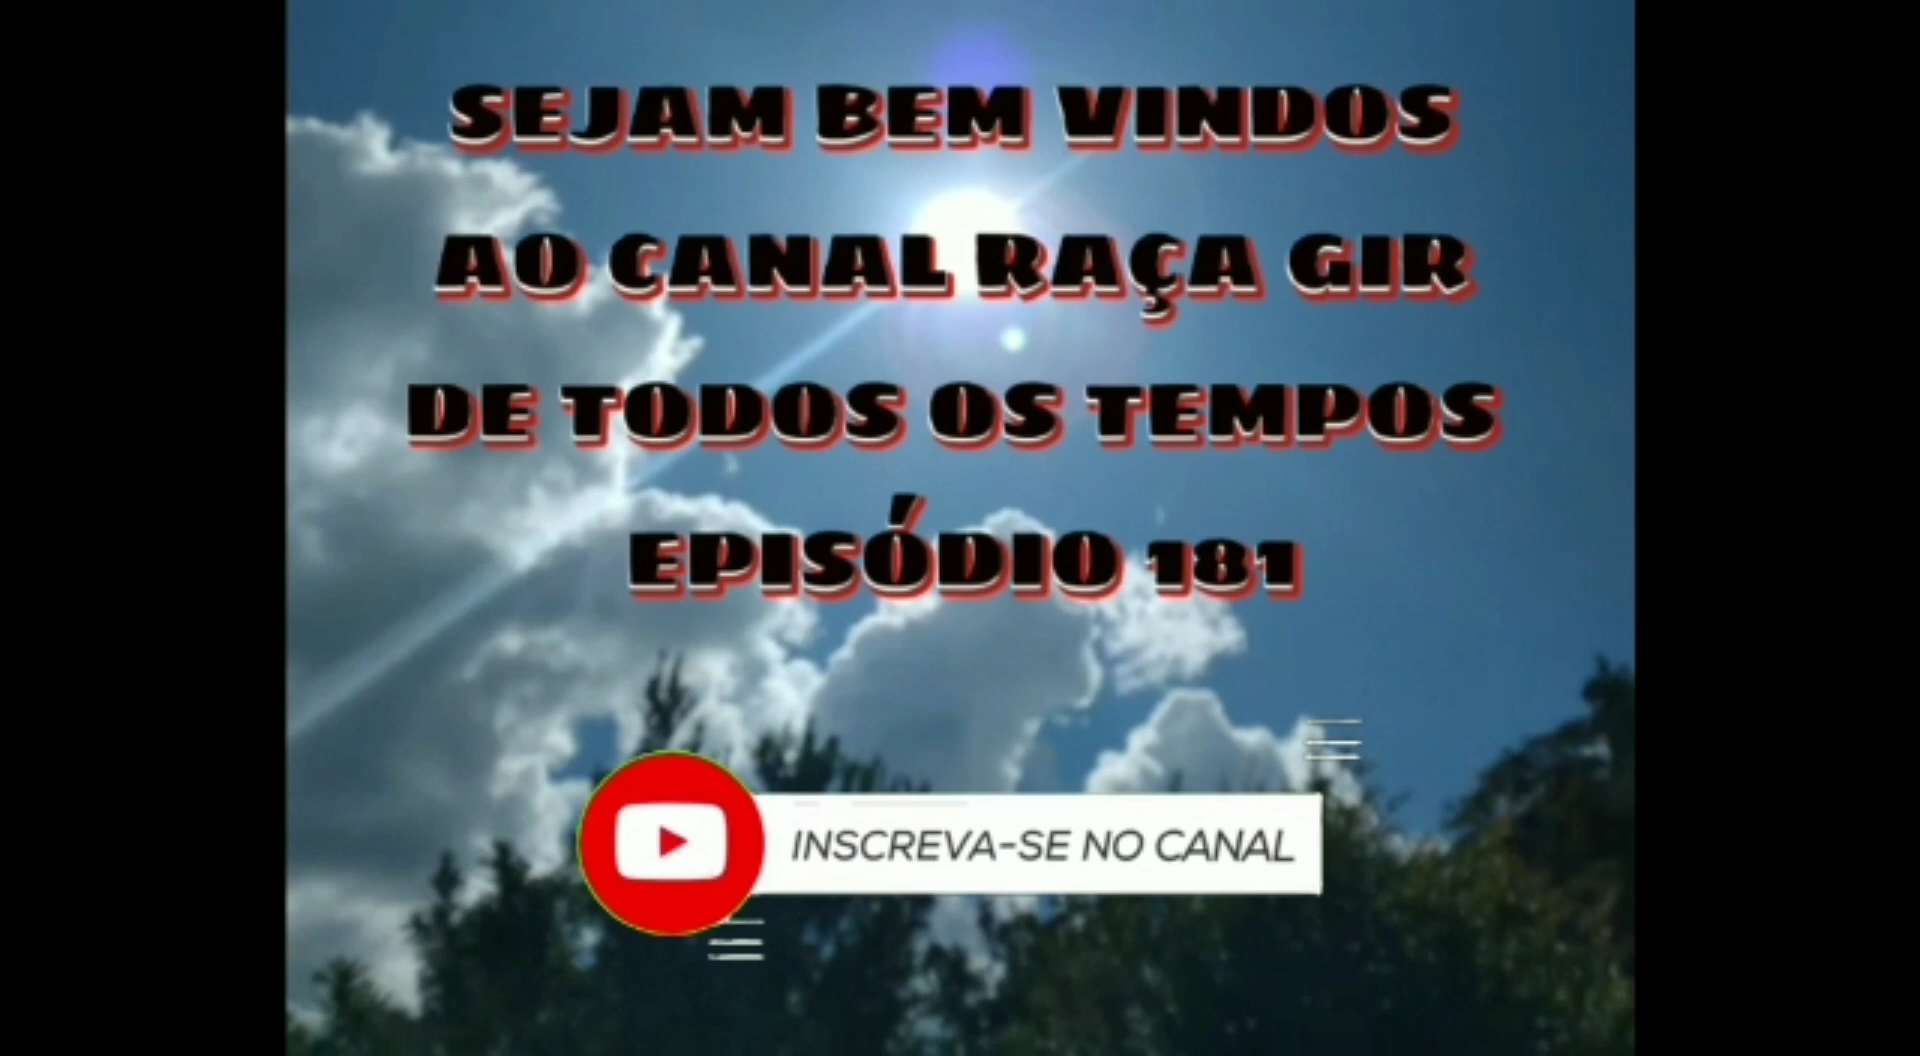 SEJAM BEM VINDOS
AO CANAL RAÇA GIR
DE TODOS OS TEMPOS
EPISÓDIO 181
INSCREVA-SE NO CANAL